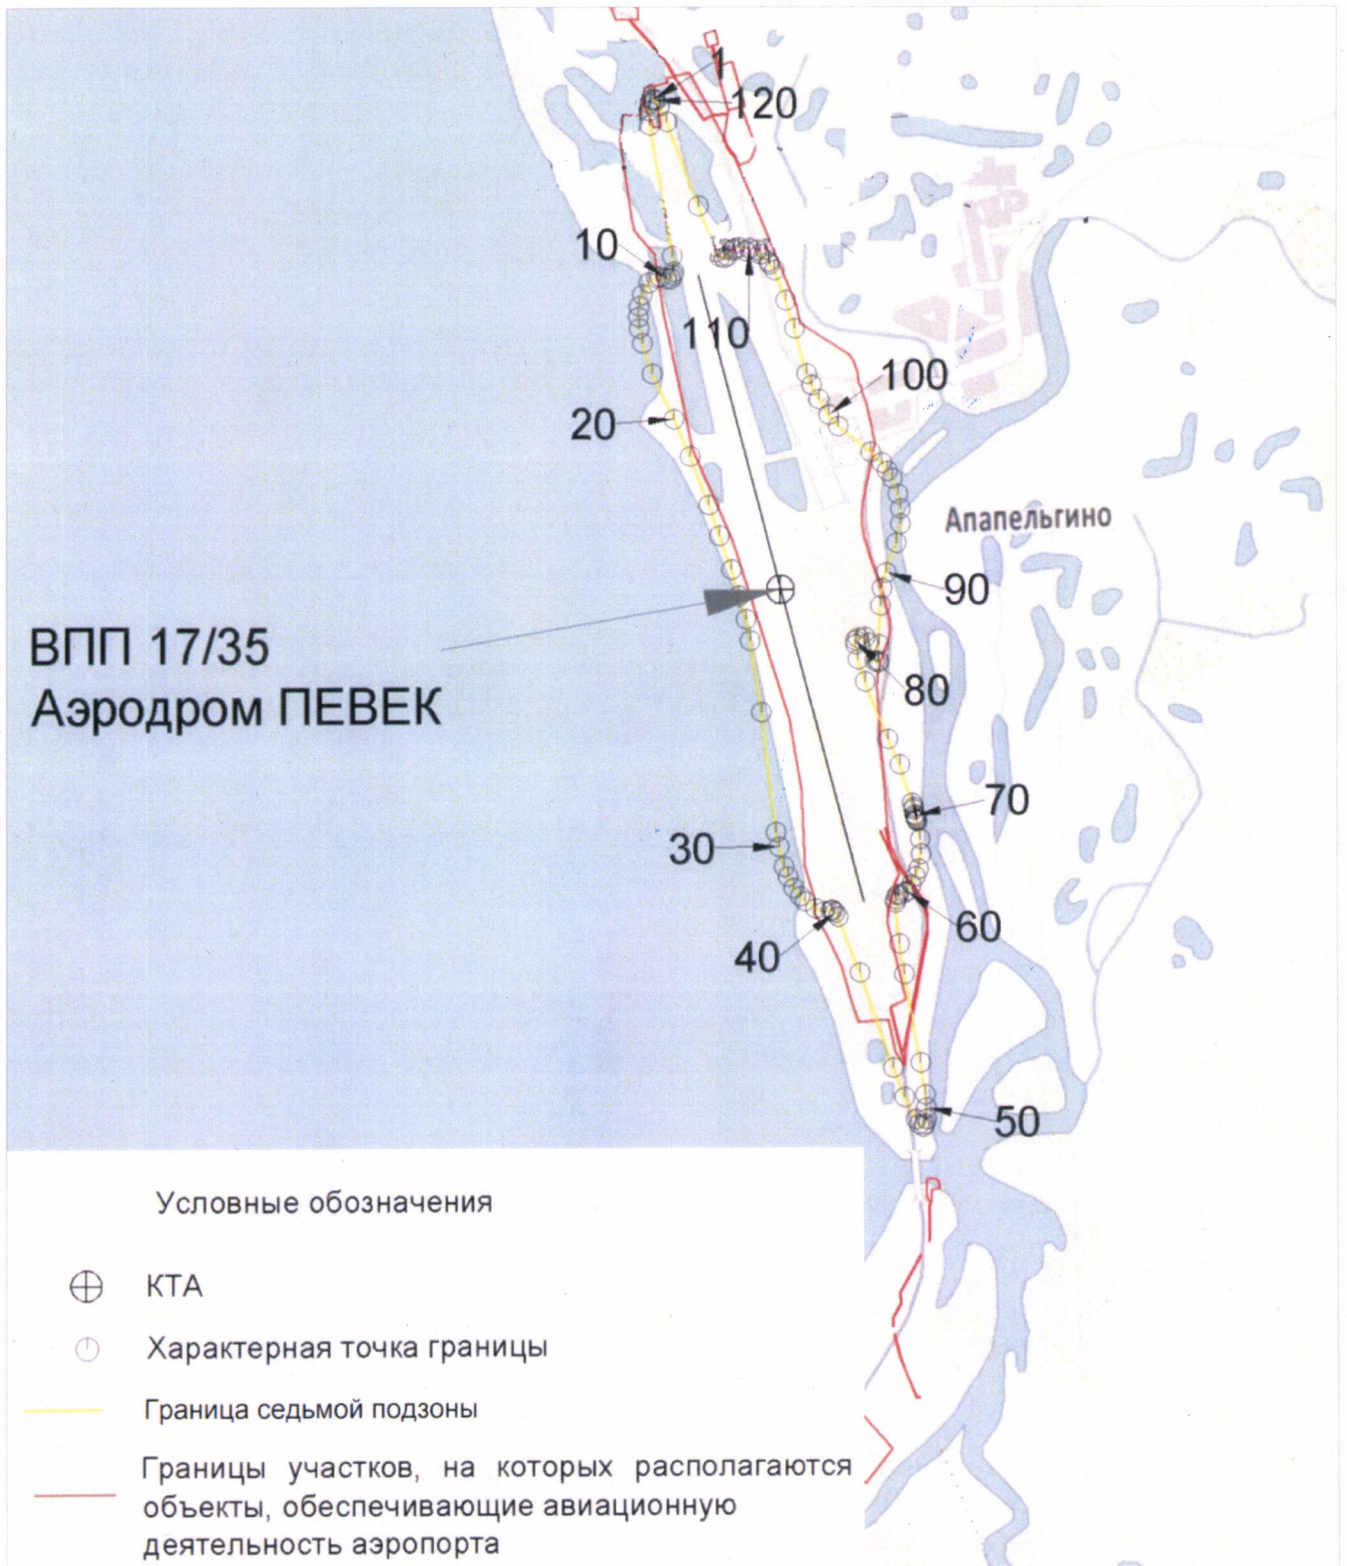 1
120
10
110
100
20
Апапельгино
90
ВПП 17/35
Аэродром ПЕВЕК
80
70
30
60
40
50
Условные обозначения
КТА
Характерная точка границы
Граница седьмой подзоны
Границы участков, на которых располагаются
объекты, обеспечивающие авиационную
деятельность аэропорта